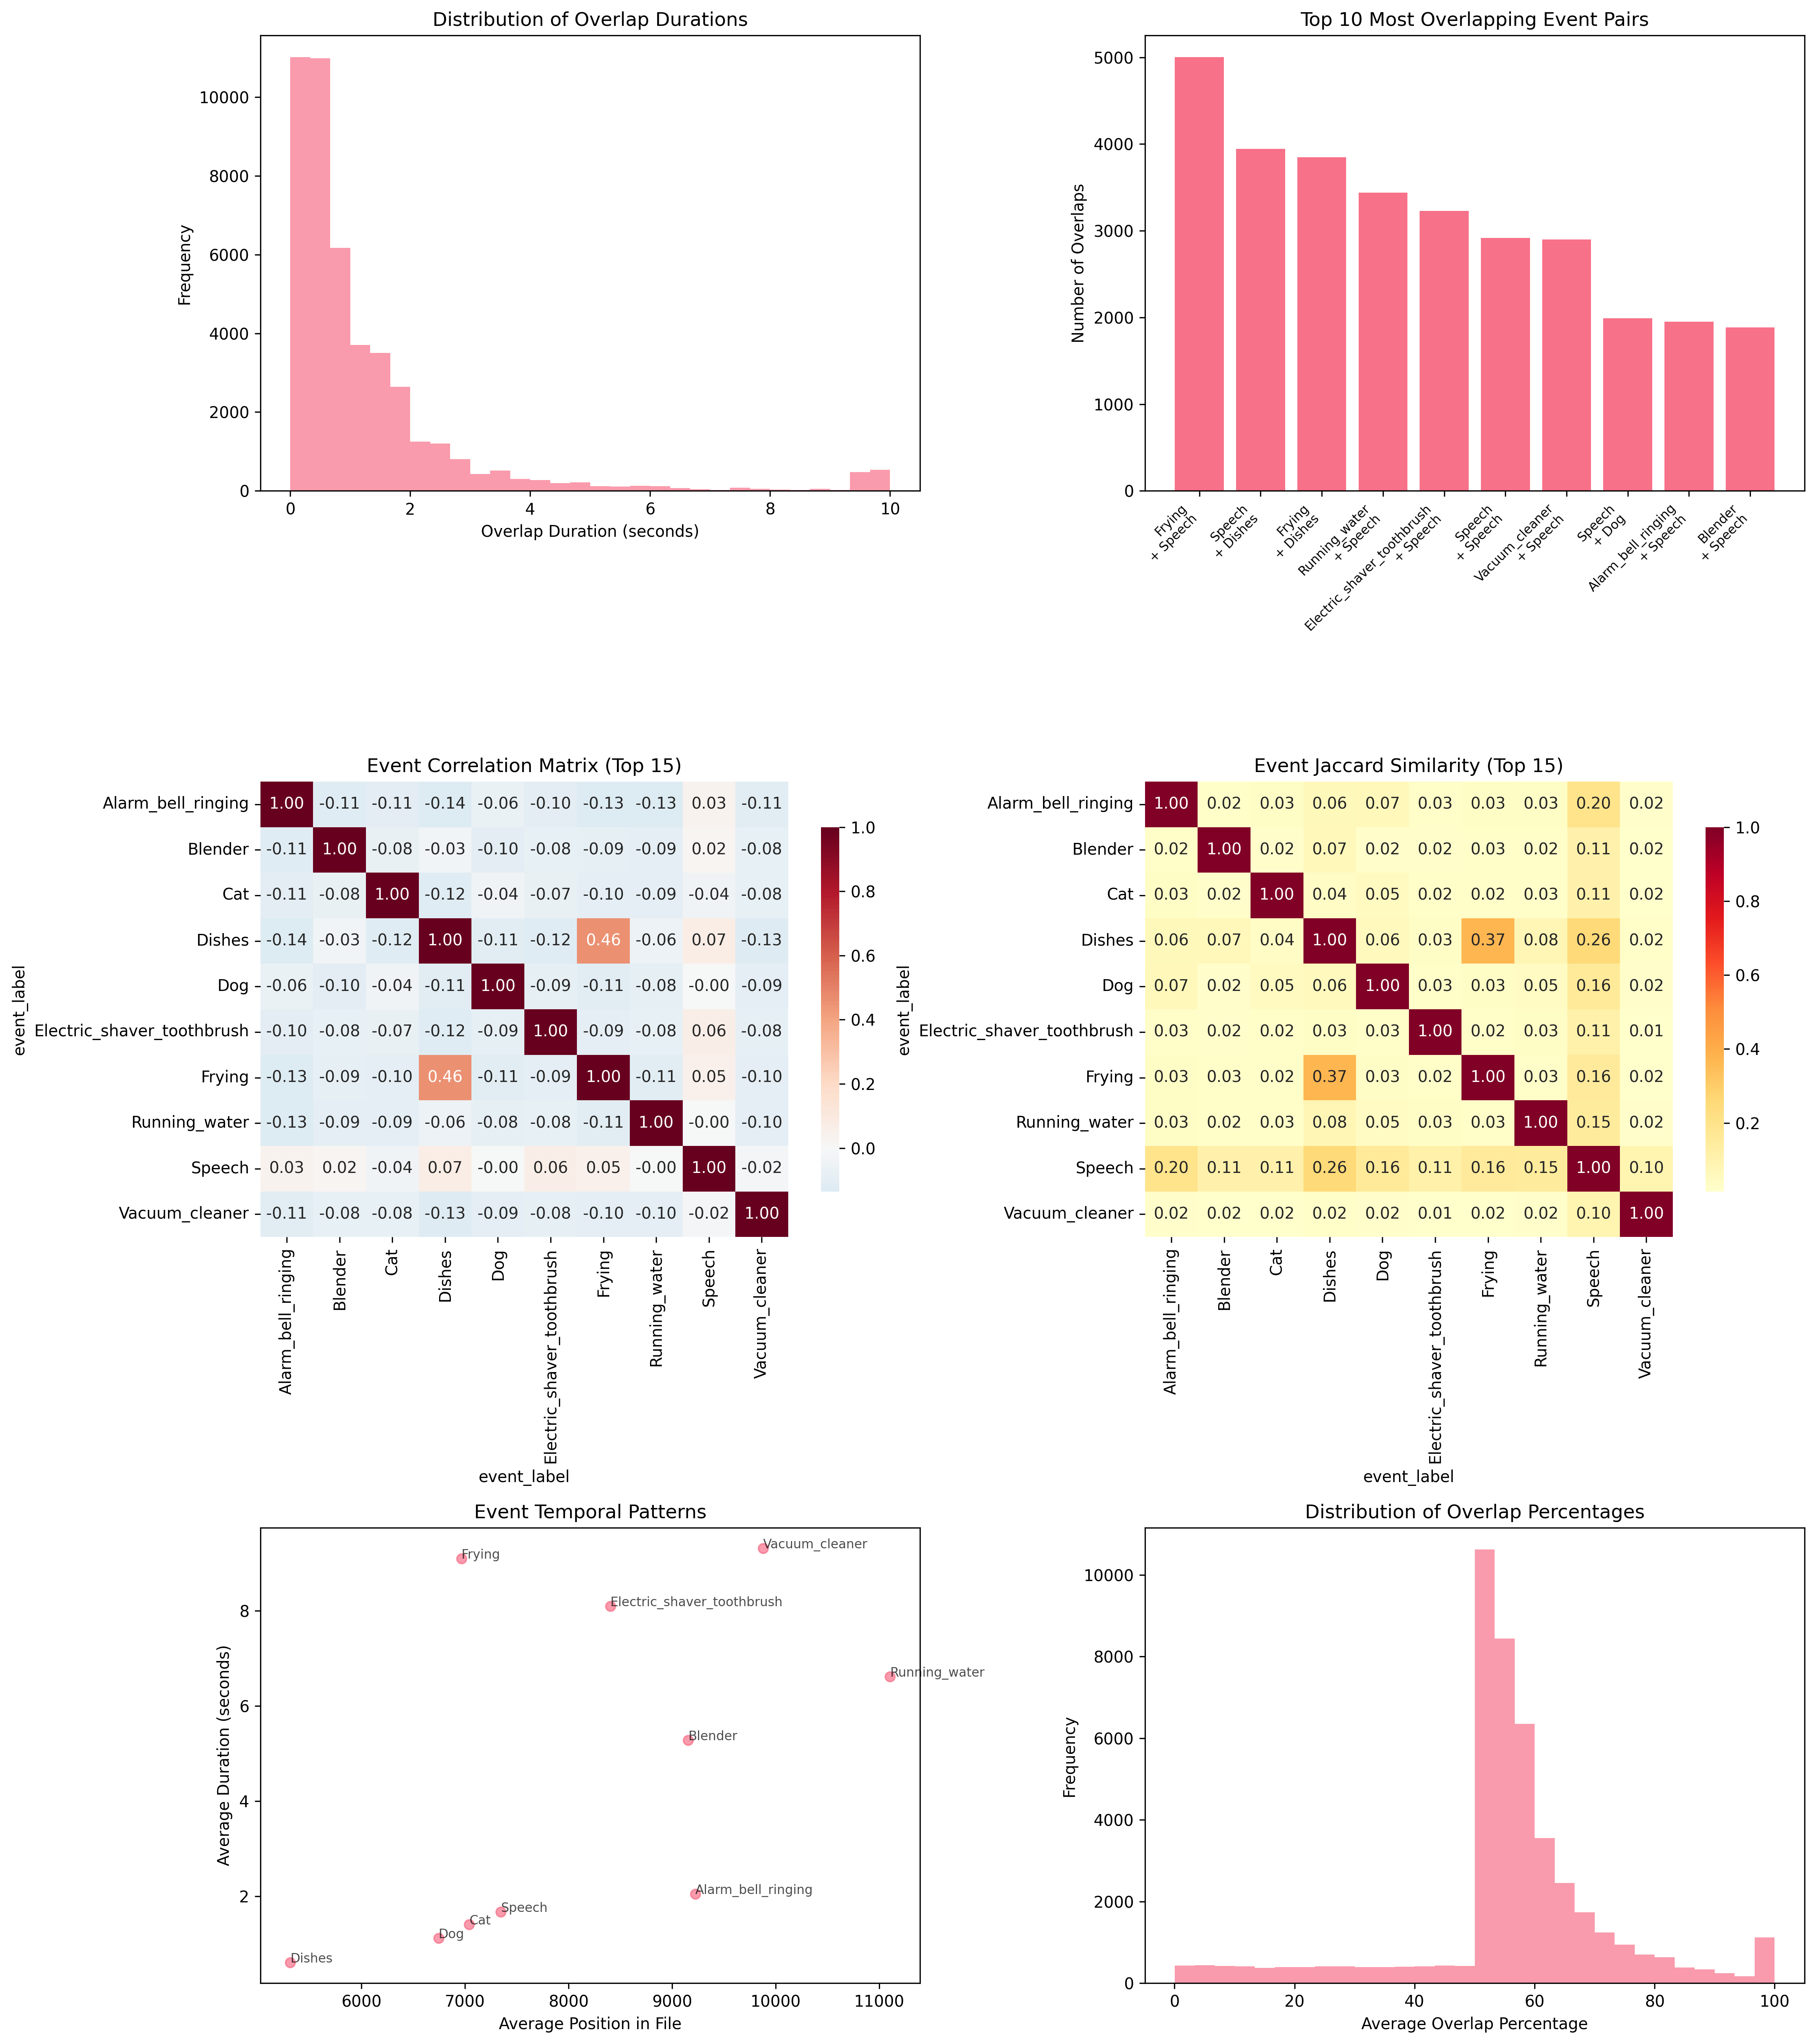 Distribution of Overlap Durations
10000
8000
6000
4000
2000
0
Frequency
0 2 4 6 8 10
Overlap Duration (seconds)
Top 10 Most Overlapping Event Pairs
5000
4000
3000
2000
1000
0
Number of Overlaps
Frying
+ Speech
Speech
+ Dishes
Frying
+ Dishes
Running_water
+ Speech
Electric_shaver_toothbrush
+ Speech
Speech
+ Speech
Vacuum_cleaner
+ Speech
Speech
+ Dog
Alarm_bell_ringing
+ Speech
Blender
+ Speech
Event Correlation Matrix (Top 15)
event_label
Alarm_bell_ringing 1.00 -0.11 -0.11 -0.14 -0.06 -0.10 -0.13 -0.13 0.03 -0.11
Blender -0.11 1.00 -0.08 -0.03 -0.10 -0.08 -0.09 -0.09 0.02 -0.08
Cat -0.11 -0.08 1.00 -0.12 -0.04 -0.07 -0.10 -0.09 -0.04 -0.08
Dishes -0.14 -0.03 -0.12 1.00 -0.11 -0.12 0.46 -0.06 0.07 -0.13
Dog -0.06 -0.10 -0.04 -0.11 1.00 -0.09 -0.11 -0.08 -0.00 -0.09
Electric_shaver_toothbrush -0.10 -0.08 -0.07 -0.12 -0.09 1.00 -0.09 -0.08 0.06 -0.08
Frying -0.13 -0.09 -0.10 0.46 -0.11 -0.09 1.00 -0.11 0.05 -0.10
Running_water -0.13 -0.09 -0.09 -0.06 -0.08 -0.08 -0.11 1.00 -0.00 -0.10
Speech 0.03 0.02 -0.04 0.07 -0.00 0.06 0.05 -0.00 1.00 -0.02
Vacuum_cleaner -0.11 -0.08 -0.08 -0.13 -0.09 -0.08 -0.10 -0.10 -0.02 1.00
Alarm_bell_ringing
Blender
Cat
Dishes
Dog
Electric_shaver_toothbrush
Frying
Running_water
Speech
Vacuum_cleaner
event_label
1.0
0.8
0.6
0.4
0.2
0.0
Event Jaccard Similarity (Top 15)
event_label
Alarm_bell_ringing 1.00 0.02 0.03 0.06 0.07 0.03 0.03 0.03 0.20 0.02
Blender 0.02 1.00 0.02 0.07 0.02 0.02 0.03 0.02 0.11 0.02
Cat 0.03 0.02 1.00 0.04 0.05 0.02 0.02 0.03 0.11 0.02
Dishes 0.06 0.07 0.04 1.00 0.06 0.03 0.37 0.08 0.26 0.02
Dog 0.07 0.02 0.05 0.06 1.00 0.03 0.03 0.05 0.16 0.02
Electric_shaver_toothbrush 0.03 0.02 0.02 0.03 0.03 1.00 0.02 0.03 0.11 0.01
Frying 0.03 0.03 0.02 0.37 0.03 0.02 1.00 0.03 0.16 0.02
Running_water 0.03 0.02 0.03 0.08 0.05 0.03 0.03 1.00 0.15 0.02
Speech 0.20 0.11 0.11 0.26 0.16 0.11 0.16 0.15 1.00 0.10
Vacuum_cleaner 0.02 0.02 0.02 0.02 0.02 0.01 0.02 0.02 0.10 1.00
Alarm_bell_ringing
Blender
Cat
Dishes
Dog
Electric_shaver_toothbrush
Frying
Running_water
Speech
Vacuum_cleaner
event_label
1.0
0.8
0.6
0.4
0.2
Event Temporal Patterns
Average Duration (seconds)
8
6
4
2
Vacuum_cleaner
Frying
Electric_shaver_toothbrush
Running_water
Blender
Alarm_bell_ringing
Speech
Cat
Dog
Dishes
6000 7000 8000 9000 10000 11000
Average Position in File
Distribution of Overlap Percentages
10000
8000
6000
4000
2000
0
Frequency
0 20 40 60 80 100
Average Overlap Percentage